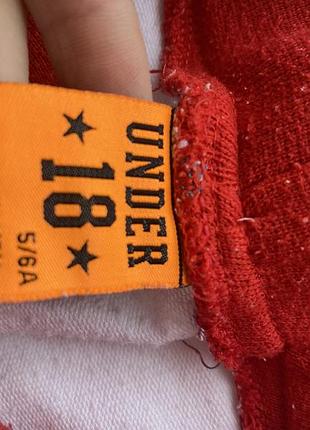 UNDER
★ 18 ★
5/6A